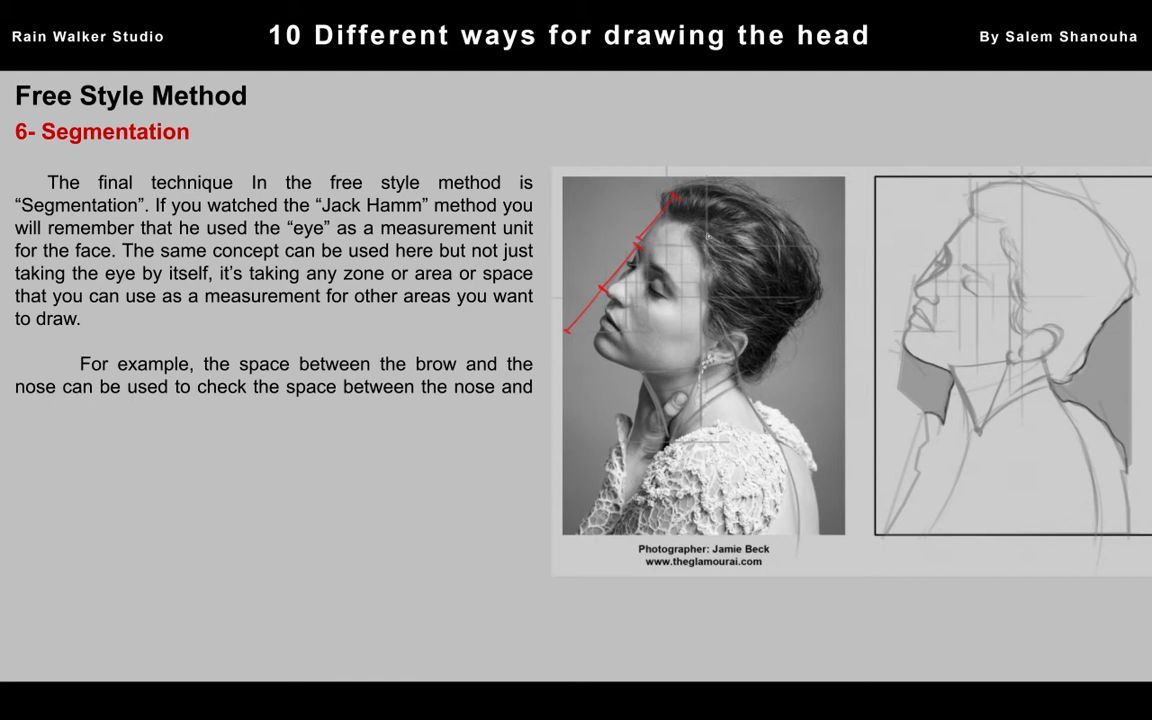 Rain Walker Studio
10 Different ways for drawing the head
By Salem Shanouha
Free Style Method
6- Segmentation
The final technique In the free style method is
“Segmentation”. If you watched the “Jack Hamm” method you
will remember that he used the “eye” as a measurement unit
for the face. The same concept can be used here but not just
taking the eye by itself, it’s taking any zone or area or space
that you can use as a measurement for other areas you want
to draw.
For example, the space between the brow and the
nose can be used to check the space between the nose and
Photographer: Jamie Beck
www.theglamourai.com